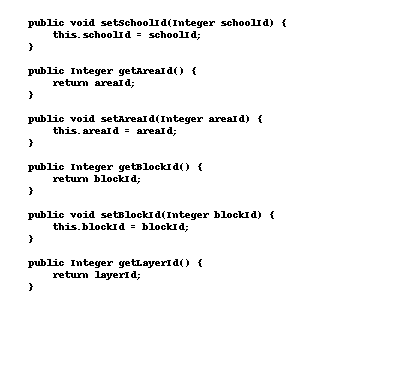 public void setSchoolId(Integer schoolId) {
this.schoolId = schoolId;
}
public Integer getAreaId() {
return areaId;
}
public void setAreaId(Integer areaId) {
this.areaId = areaId;
}
public Integer getBlockId() {
return blockId;
}
public void setBlockId(Integer blockId) {
this.blockId = blockId;
}
public Integer getLayerId() {
return layerId;
}